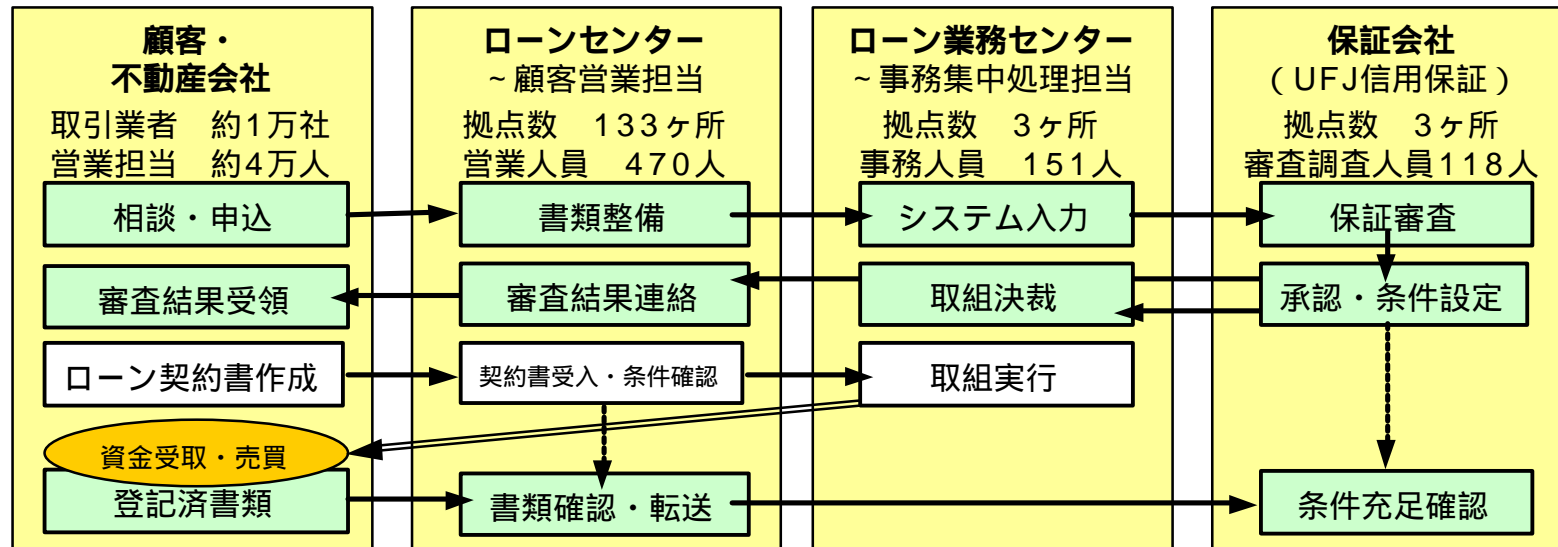 顧客・
不動産会社
取引業者 約1万社
営業担当 約4万人
相談・申込
審査結果受領
ローン契約書作成
資金受取・売買
登記済書類
ローンセンター
~顧客営業担当
拠点数 133ヶ所
営業人員 470人
書類整備
審査結果連絡
契約書受入・条件確認
書類確認・転送
ローン業務センター
~事務集中処理担当
拠点数 3ヶ所
事務人員 151人
システム入力
取組決裁
取組実行
保証会社
(UFJ信用保証)
拠点数 3ヶ所
審査調査人員118人
保証審査
承認・条件設定
条件充足確認